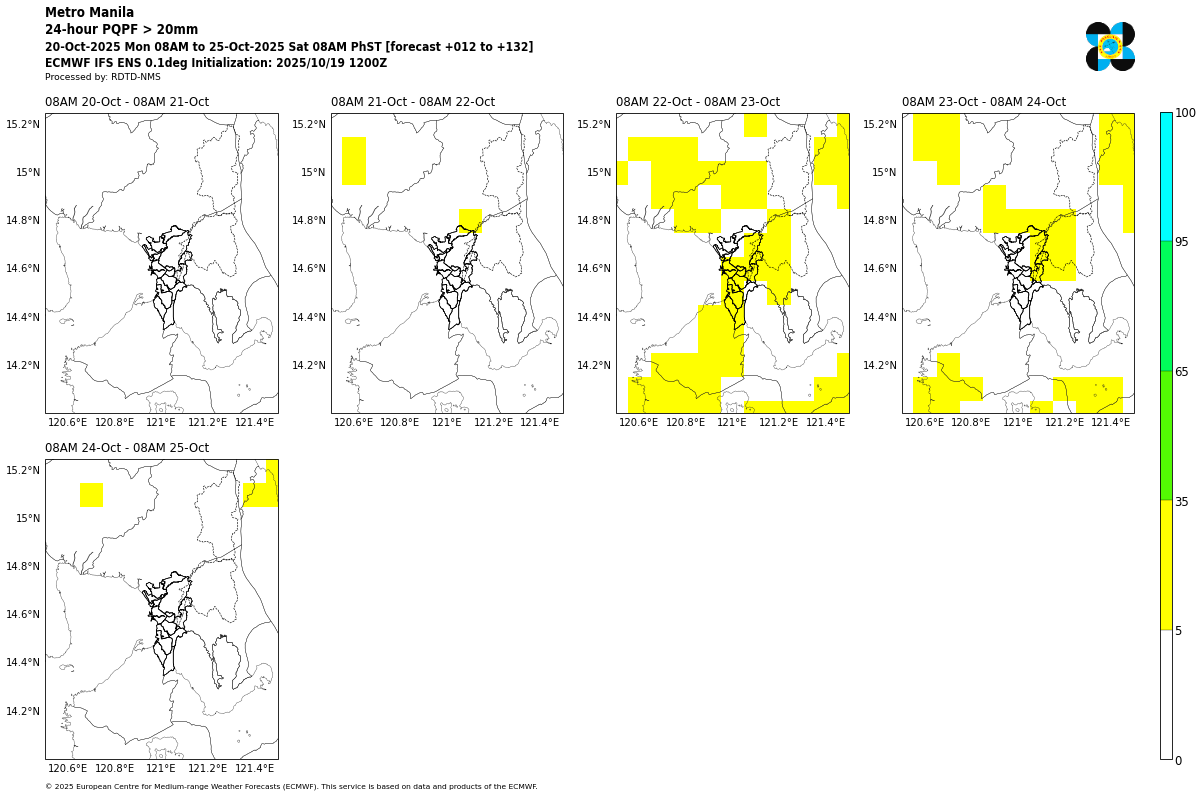 Metro Manila
24-hour PQPF > 20mm
20-Oct-2025 Mon 08AM to 25-Oct-2025 Sat 08AM PhST [forecast +012 to +132]
ECMWF IFS ENS 0.1deg Initialization: 2025/10/19 1200Z
Processed by: RDTD-NMS
08AM 20-Oct - 08AM 21-Oct
08AM 21-Oct - 08AM 22-Oct
08AM 22-Oct - 08AM 23-Oct
08AM 23-Oct - 08AM 24-Oct
15.2°N
15°N
14.8°N
14.6°N
14.4°N
14.2°N
120.6°E 120.8°E 121°E 121.2°E 121.4°E
15.2°N
15°N
14.8°N
14.6°N
14.4°N
14.2°N
120.6°E 120.8°E 121°E 121.2°E 121.4°E
15.2°N
15°N
14.8°N
14.6°N
14.4°N
14.2°N
120.6°E 120.8°E 121°E 121.2°E 121.4°E
15.2°N
15°N
14.8°N
14.6°N
14.4°N
14.2°N
120.6°E 120.8°E 121°E 121.2°E 121.4°E
08AM 24-Oct - 08AM 25-Oct
15.2°N
15°N
14.8°N
14.6°N
14.4°N
14.2°N
120.6°E 120.8°E 121°E 121.2°E 121.4°E
100
95
65
35
5
0
© 2025 European Centre for Medium-range Weather Forecasts (ECMWF). This service is based on data and products of the ECMWF.